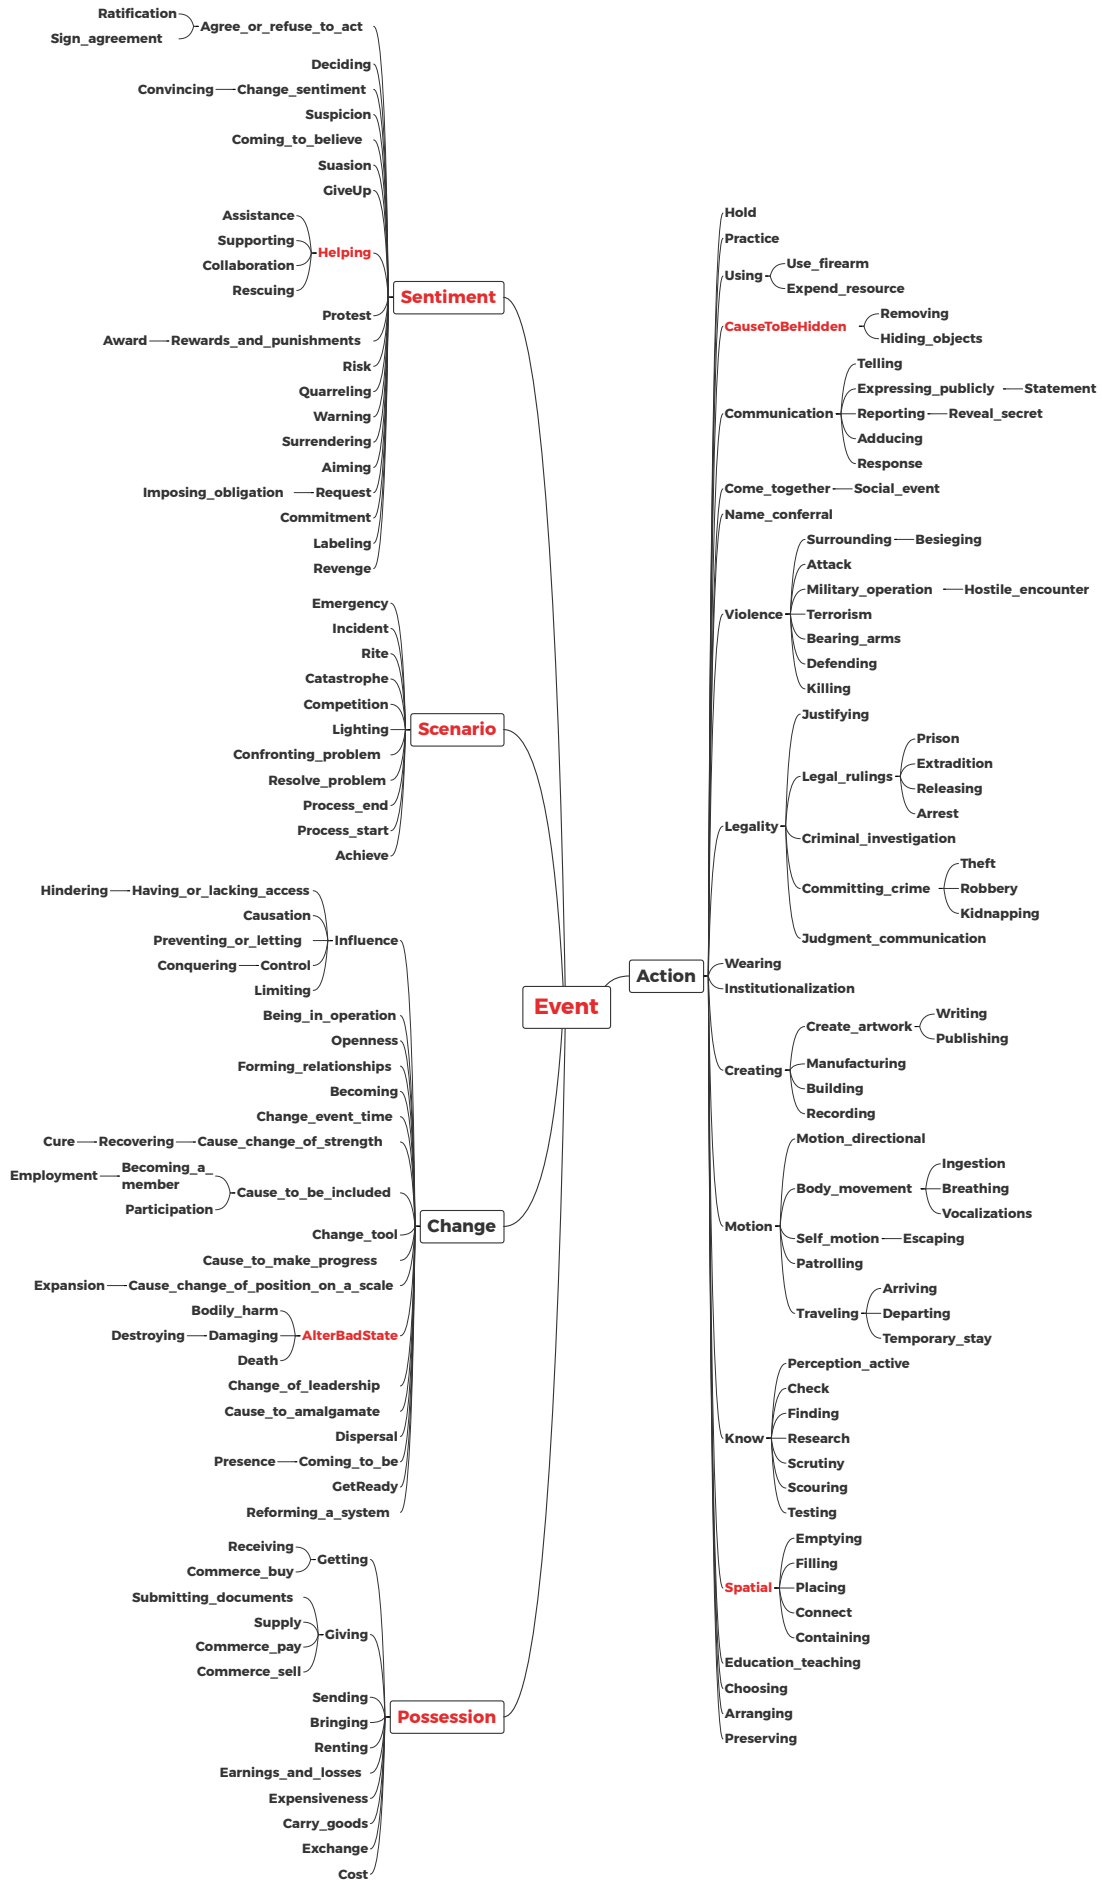 Event
Sentiment
Agree_or_refuse_to_act
Ratification
Sign_agreement
Deciding
Change_sentiment
Convincing
Suspicion
Coming_to_believe
Suasion
GiveUp
Helping
Assistance
Supporting
Collaboration
Rescuing
Protest
Rewards_and_punishments
Award
Risk
Quarreling
Warning
Surrendering
Aiming
Request
Imposing_obligation
Commitment
Labeling
Revenge
Scenario
Emergency
Incident
Rite
Catastrophe
Competition
Lighting
Confronting_problem
Resolve_problem
Process_end
Process_start
Achieve
Change
Influence
Having_or_lacking_access
Hindering
Causation
Preventing_or_letting
Control
Conquering
Limiting
Being_in_operation
Openness
Forming_relationships
Becoming
Change_event_time
Cause_change_of_strength
Recovering
Cure
Cause_to_be_included
Becoming_a_
member
Employment
Participation
Change_tool
Cause_to_make_progress
Cause_change_of_position_on_a_scale
Expansion
AlterBadState
Bodily_harm
Damaging
Destroying
Death
Change_of_leadership
Cause_to_amalgamate
Dispersal
Coming_to_be
Presence
GetReady
Reforming_a_system
Possession
Getting
Receiving
Commerce_buy
Giving
Submitting_documents
Supply
Commerce_pay
Commerce_sell
Sending
Bringing
Renting
Earnings_and_losses
Expensiveness
Carry_goods
Exchange
Cost
Action
Hold
Practice
Using
Use_firearm
Expend_resource
CauseToBeHidden
Removing
Hiding_objects
Communication
Telling
Expressing_publicly
Statement
Reporting
Reveal_secret
Adducing
Response
Come_together
Social_event
Name_conferral
Violence
Surrounding
Besieging
Attack
Military_operation
Hostile_encounter
Terrorism
Bearing_arms
Defending
Killing
Legality
Justifying
Legal_rulings
Prison
Extradition
Releasing
Arrest
Criminal_investigation
Committing_crime
Theft
Robbery
Kidnapping
Judgment_communication
Wearing
Institutionalization
Creating
Create_artwork
Writing
Publishing
Manufacturing
Building
Recording
Motion
Motion_directional
Body_movement
Ingestion
Breathing
Vocalizations
Self_motion
Escaping
Patrolling
Traveling
Arriving
Departing
Temporary_stay
Know
Perception_active
Check
Finding
Research
Scrutiny
Scouring
Testing
Spatial
Emptying
Filling
Placing
Connect
Containing
Education_teaching
Choosing
Arranging
Preserving